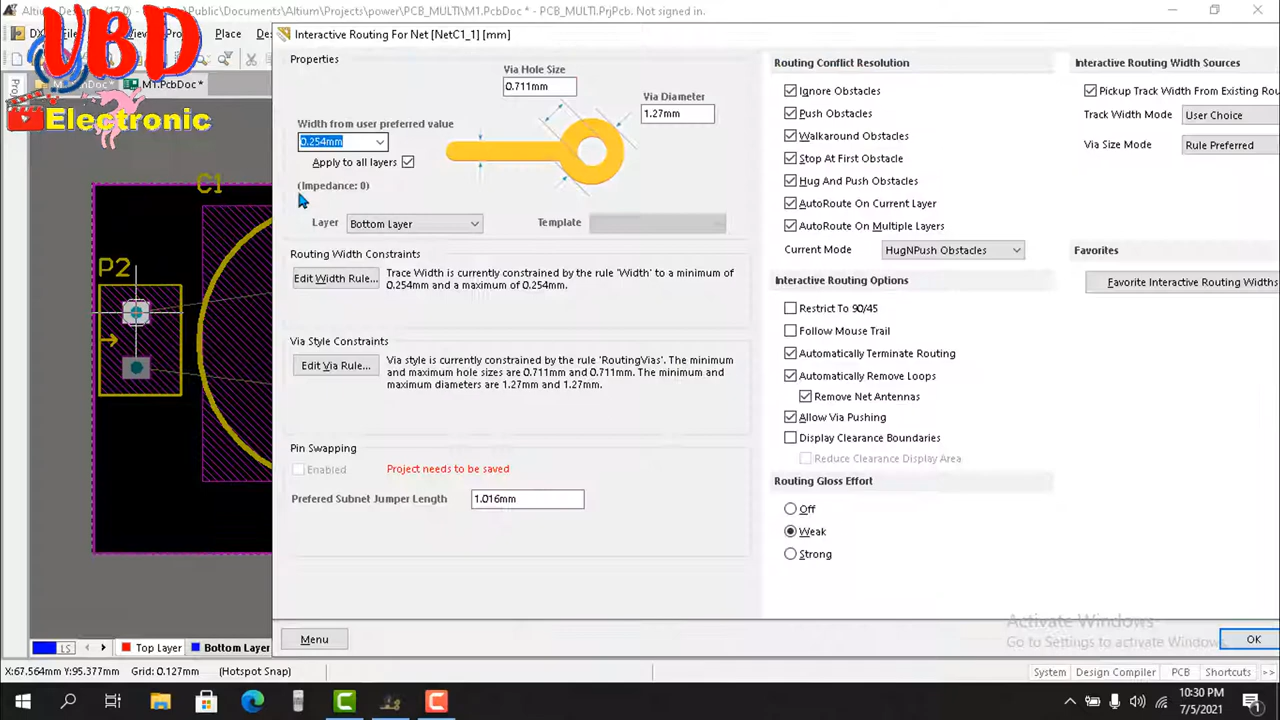 Public\Documents\Altium\Projects\power\PCB_MULTI\M1.PcbDoc * - PCB_MULTI.PrjPcb. Not signed in.
VBD
Electronic
DX
Place
M1.PcbDoc *
Interactive Routing For Net [NetC1_1] [mm]
Properties
Via Hole Size
0.711mm
Via Diameter
1.27mm
Width from user preferred value
0.254mm
Apply to all layers
(Impedance: 0)
Layer
Bottom Layer
Template
Routing Width Constraints
Edit Width Rule...
Trace Width is currently constrained by the rule 'Width' to a minimum of
0.254mm and a maximum of 0.254mm.
Via Style Constraints
Edit Via Rule...
Via style is currently constrained by the rule 'RoutingVias'. The minimum
and maximum hole sizes are 0.711mm and 0.711mm. The minimum and
maximum diameters are 1.27mm and 1.27mm.
Pin Swapping
Enabled
Project needs to be saved
Prefered Subnet Jumper Length
1.016mm
Menu
Routing Conflict Resolution
Ignore Obstacles
Push Obstacles
Walkaround Obstacles
Stop At First Obstacle
Hug And Push Obstacles
AutoRoute On Current Layer
AutoRoute On Multiple Layers
Current Mode
HugNPush Obstacles
Interactive Routing Options
Restrict To 90/45
Follow Mouse Trail
Automatically Terminate Routing
Automatically Remove Loops
Remove Net Antennas
Allow Via Pushing
Display Clearance Boundaries
Reduce Clearance Display Area
Routing Gloss Effort
Off
Weak
Strong
Interactive Routing Width Sources
Pickup Track Width From Existing Rou
Track Width Mode
User Choice
Via Size Mode
Rule Preferred
Favorites
Favorite Interactive Routing Widths
Activate Windows
Go to Settings to activate Windows.
OK
C1
P2
LS
Top Layer
Bottom Layer
X:67.564mm Y:95.377mm Grid: 0.127mm (Hotspot Snap)
System
Design Compiler
PCB
Shortcuts
>>
10:30 PM
7/5/2021
1